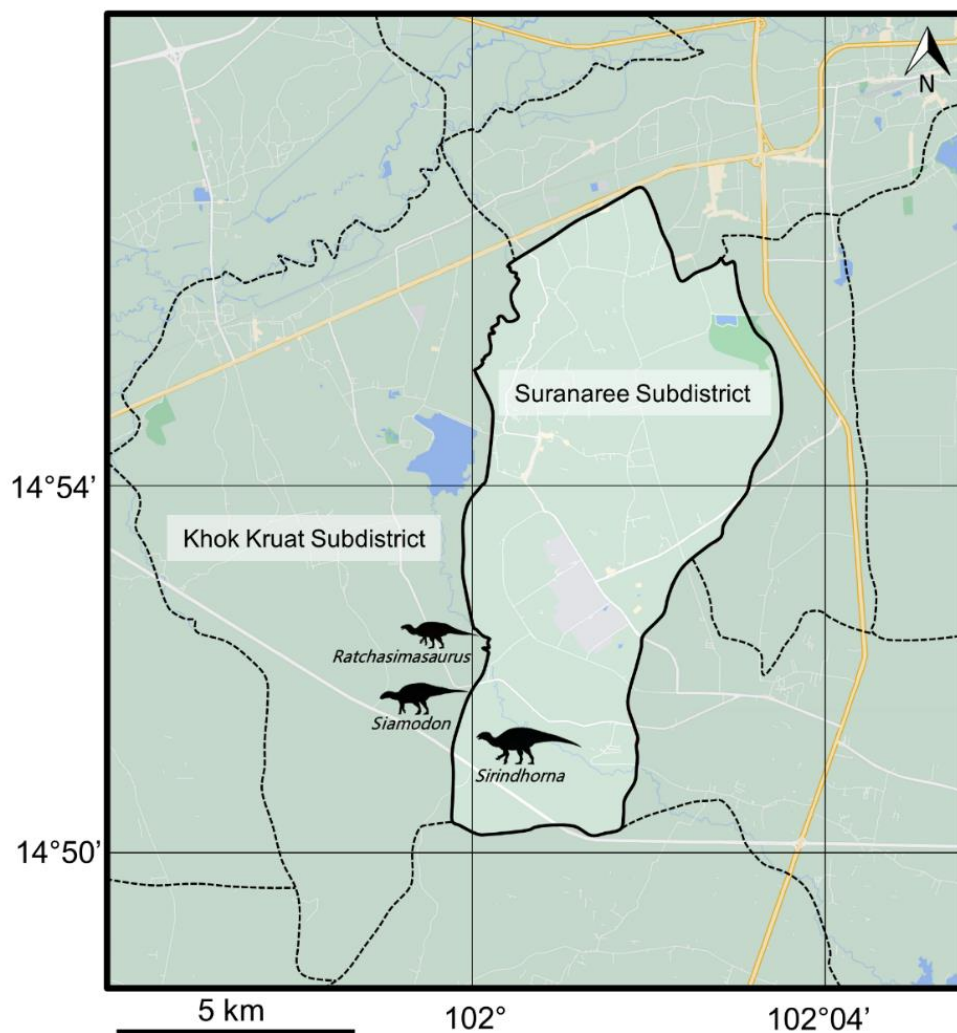 N
Suranaree Subdistrict
14°54’
Khok Kruat Subdistrict
Ratchasimasaurus
Siamodon
Sirindhorna
14°50’
5 km
102°
102°04’